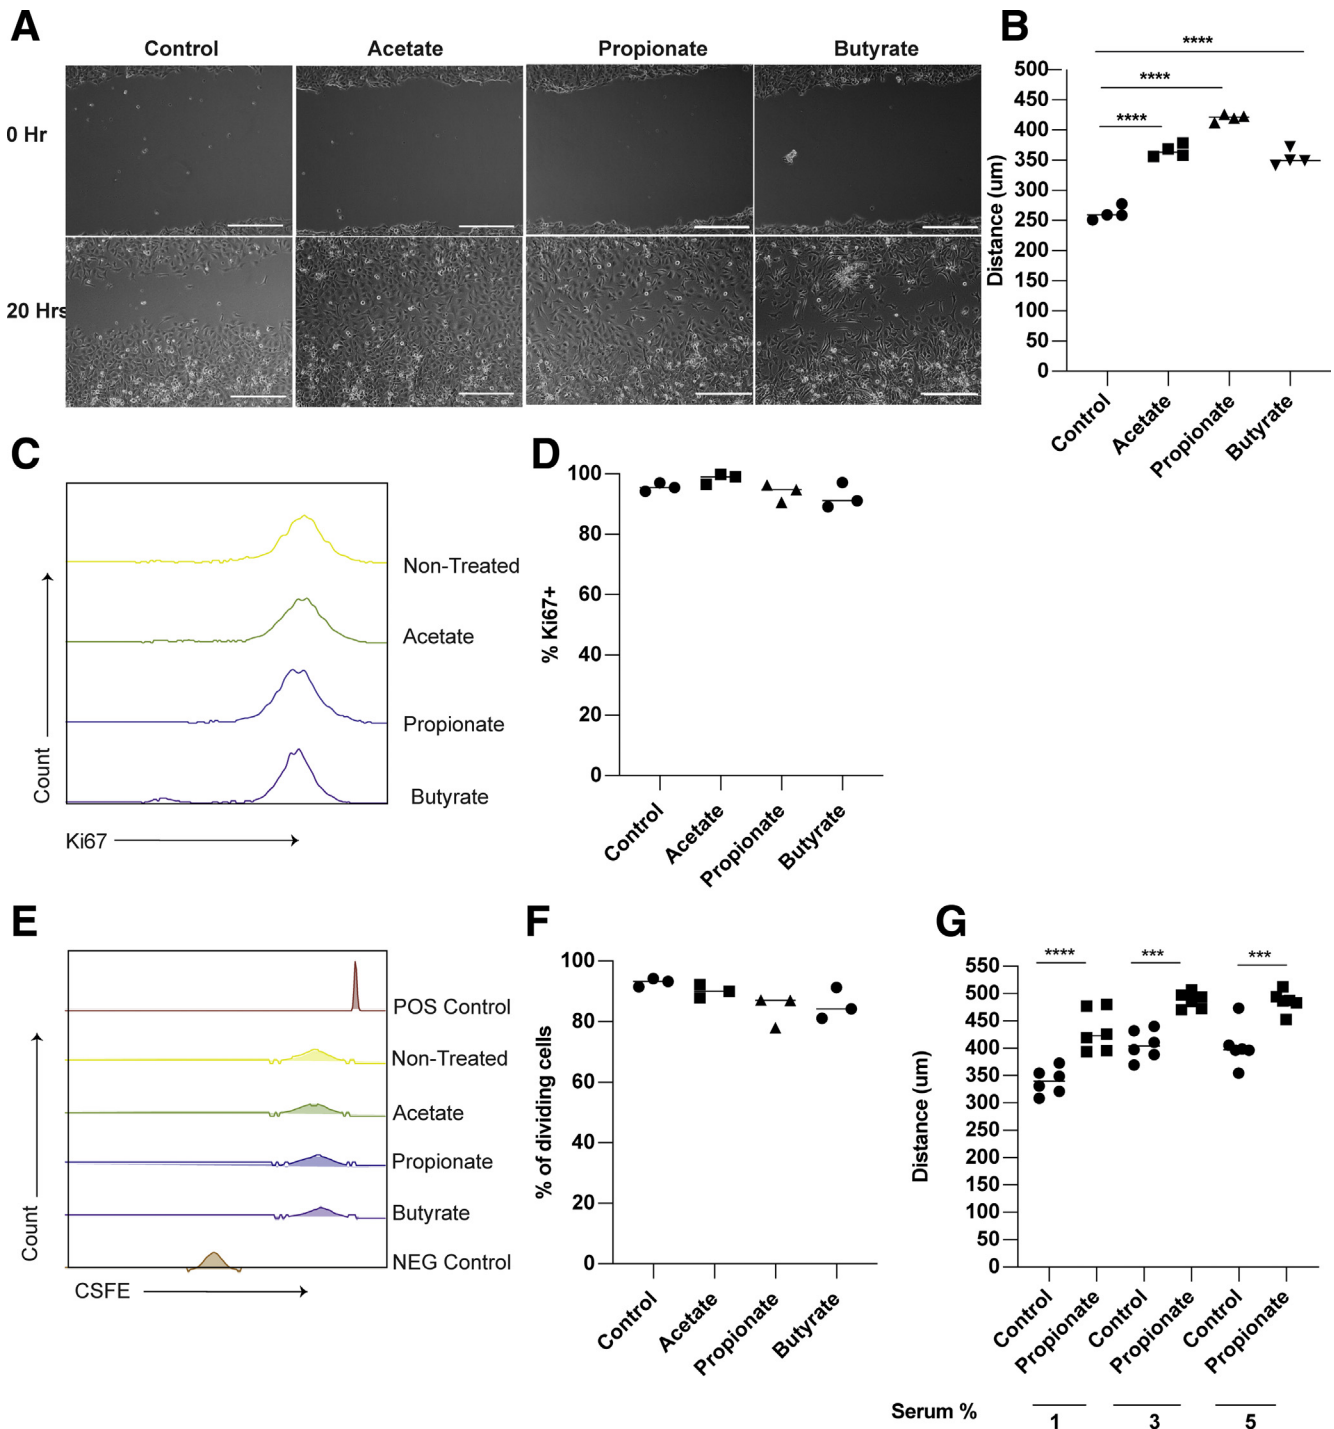 A
Control
Acetate
Propionate
Butyrate
0 Hr
20 Hrs
B
****
****
****
500
450
400
350
300
250
200
150
100
50
0
Distance (um)
Control
Acetate
Propionate
Butyrate
C
Non-Treated
Acetate
Propionate
Butyrate
Count
Ki67
D
100
80
60
40
20
0
% Ki67+
Control
Acetate
Propionate
Butyrate
E
POS Control
Non-Treated
Acetate
Propionate
Butyrate
NEG Control
Count
CSFE
F
100
80
60
40
20
0
% of dividing cells
Control
Acetate
Propionate
Butyrate
G
****
***
***
550
500
450
400
350
300
250
200
150
100
50
0
Distance (um)
Control
Propionate
Control
Propionate
Control
Propionate
Serum %
1
3
5